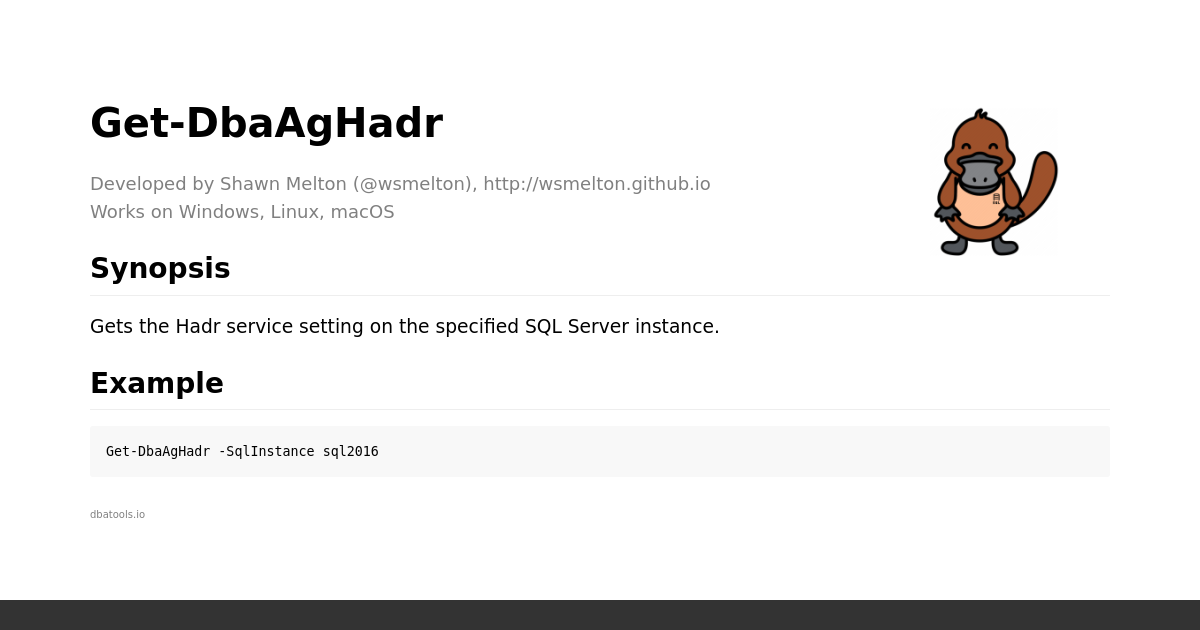 Get-DbaAgHadr
Developed by Shawn Melton (@wsmelton), http://wsmelton.github.io
Works on Windows, Linux, macOS
Synopsis
Gets the Hadr service setting on the specified SQL Server instance.
Example
Get-DbaAgHadr -SqlInstance sql2016
dbatools.io